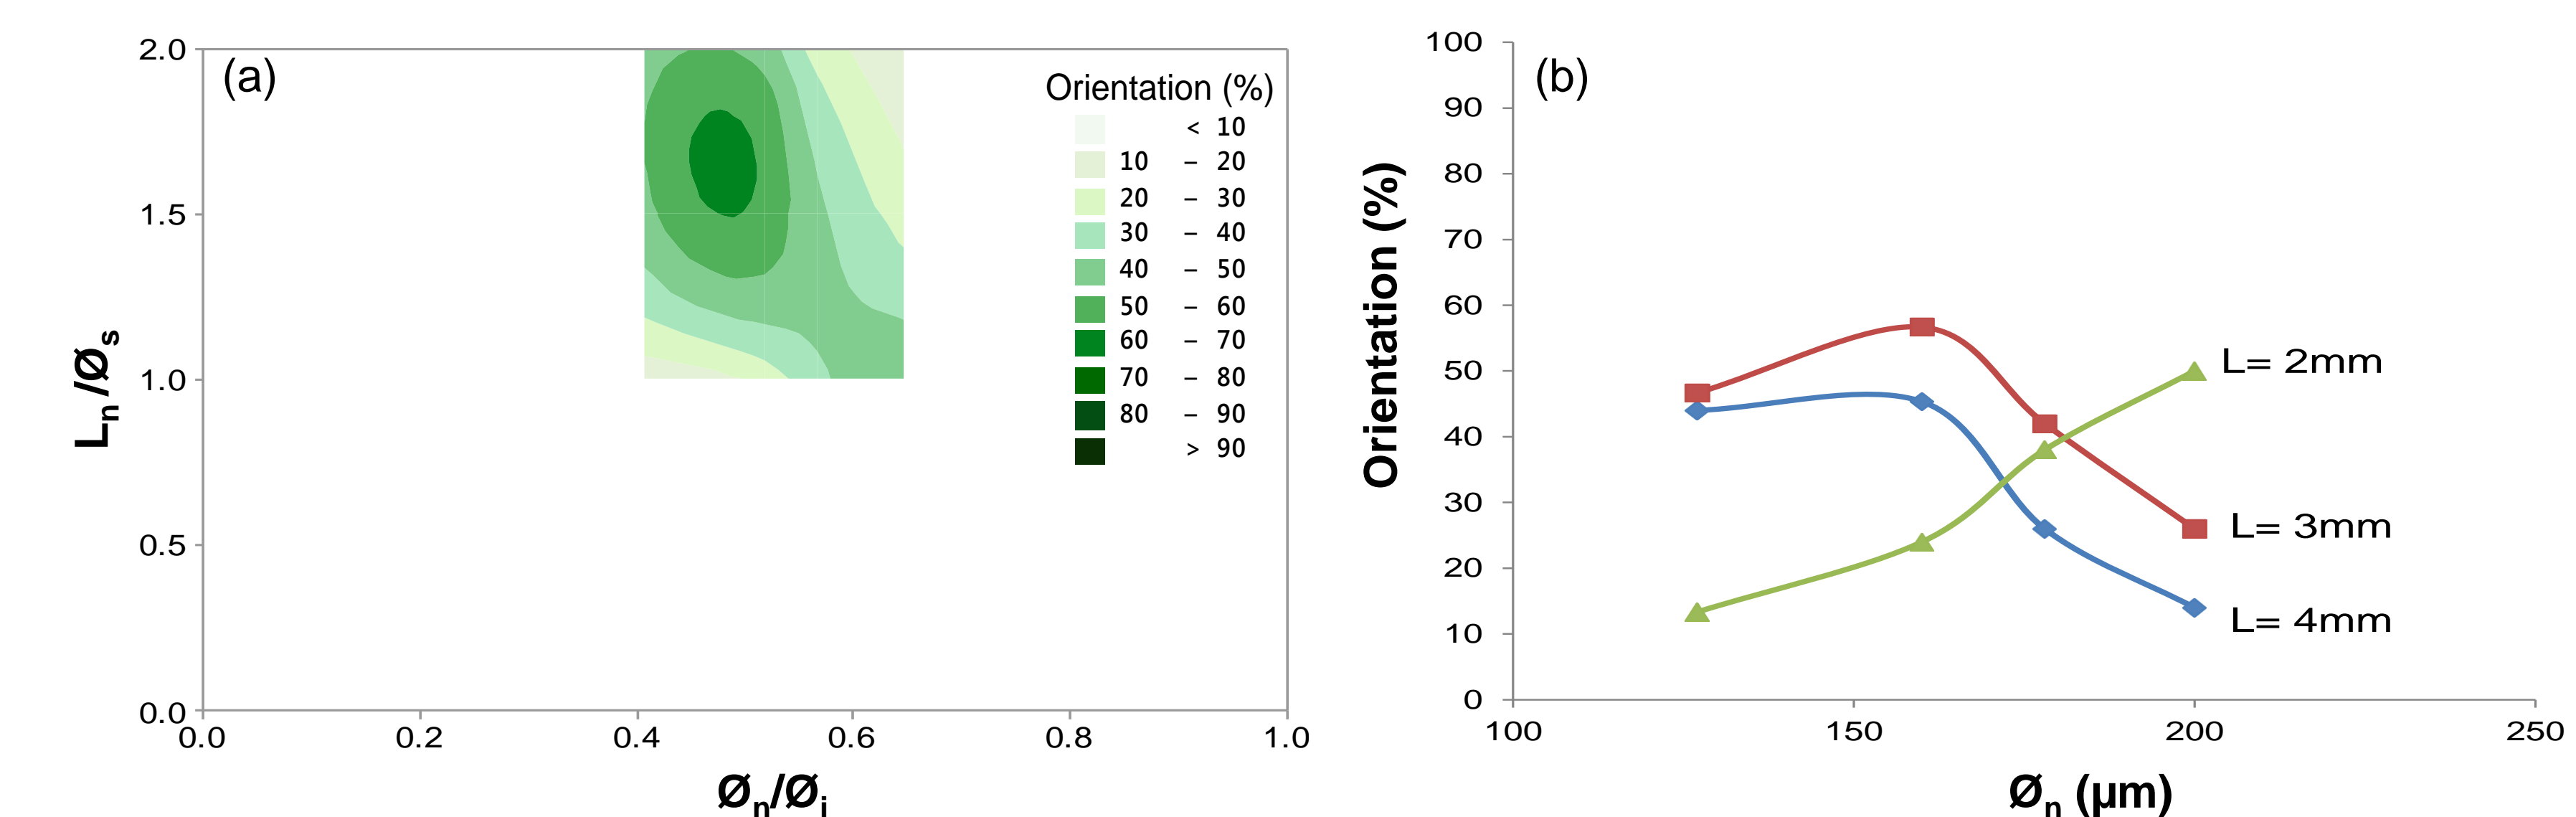 (a)
2.0
1.5
1.0
0.5
0.0
Lₙ/Øₛ
0.0 0.2 0.4 0.6 0.8 1.0
Øₙ/Øᵢ
Orientation (%)
< 10
10 – 20
20 – 30
30 – 40
40 – 50
50 – 60
60 – 70
70 – 80
80 – 90
> 90
(b)
100
90
80
70
60
50
40
30
20
10
0
Orientation (%)
L= 2mm
L= 3mm
L= 4mm
100 150 200 250
Øₙ (µm)